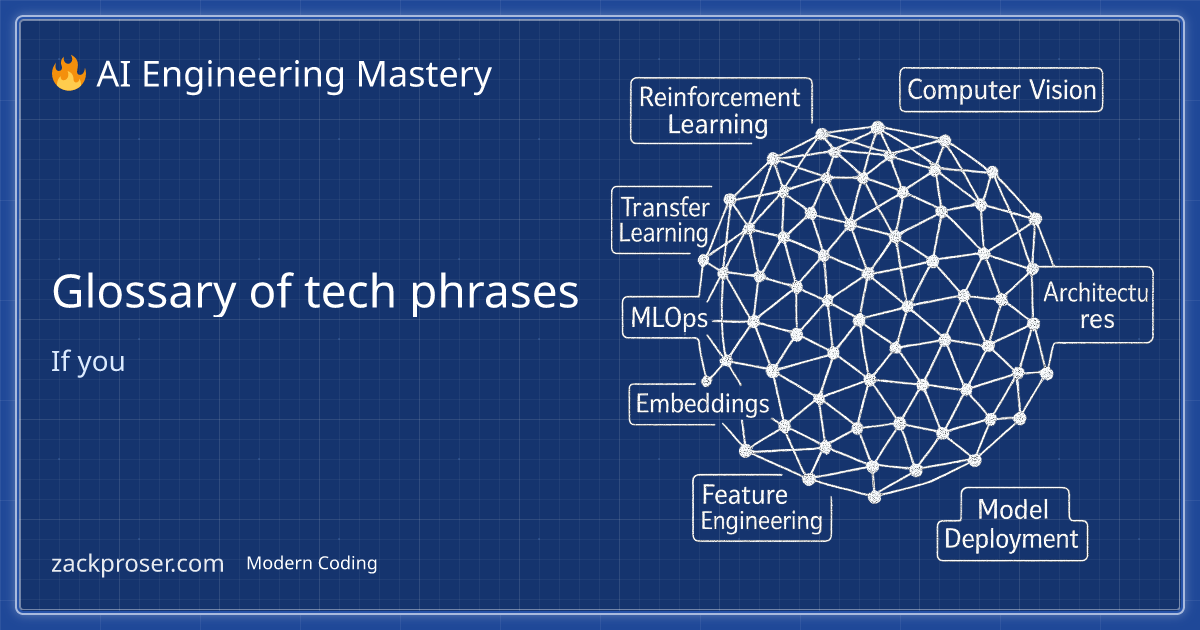 🔥 AI Engineering Mastery
Glossary of tech phrases
If you
zackproser.com
Modern Coding
Reinforcement
Learning
Computer Vision
Transfer
Learning
MLOps
Architectu
res
Embeddings
Feature
Engineering
Model
Deployment